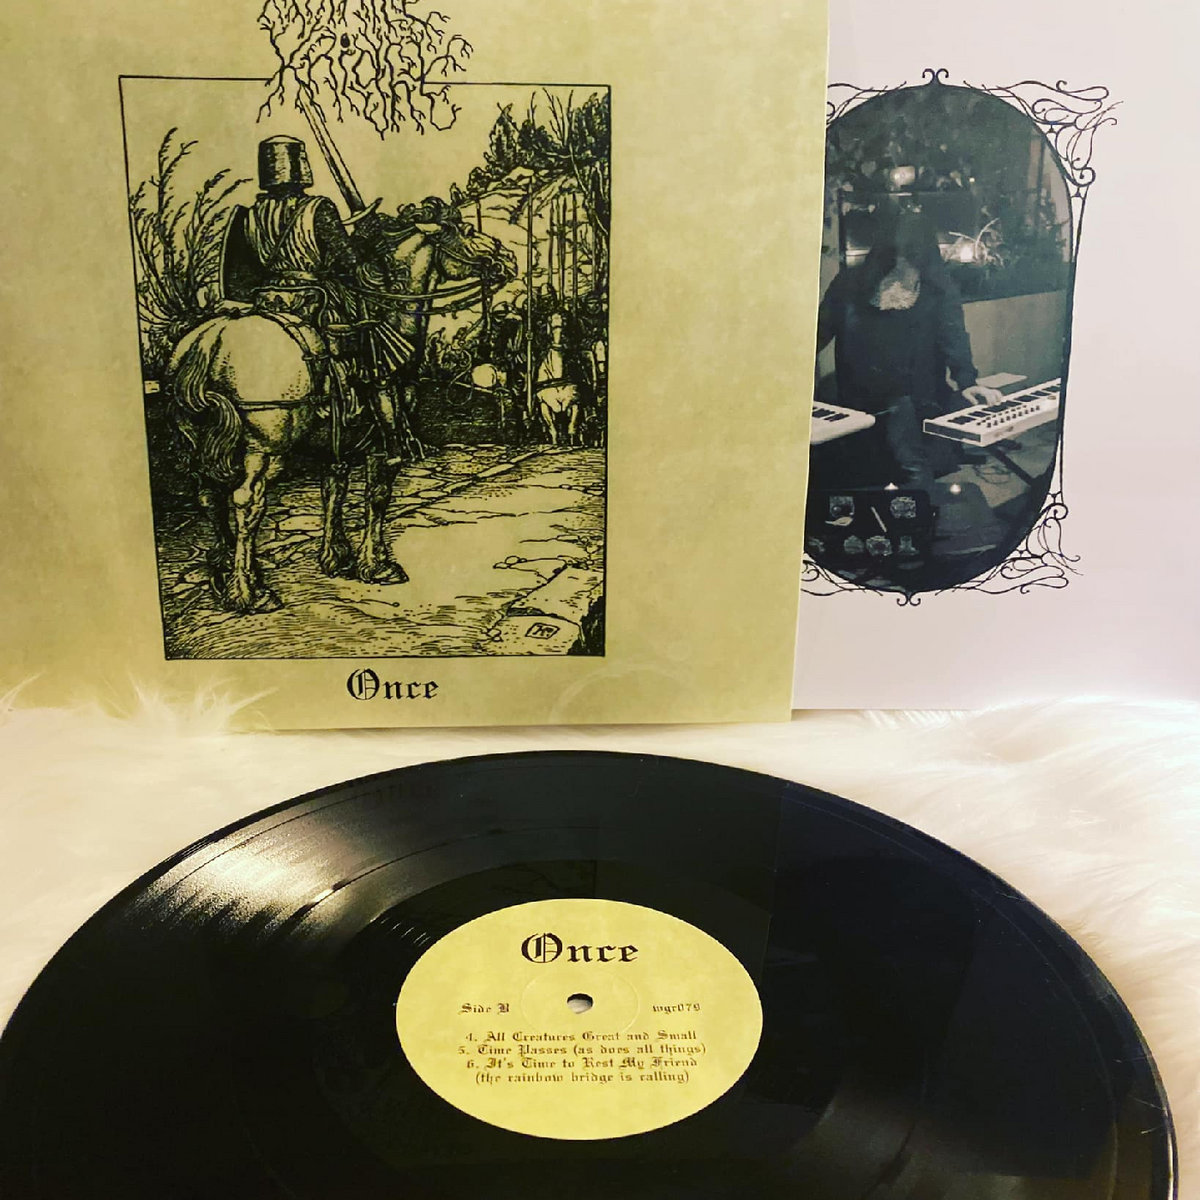 Once
Once
Side B
wgr076
4. All Creatures Great and Small
5. Time Passes (as does all things)
6. It's Time to Rest My Friend
(the rainbow bridge is calling)